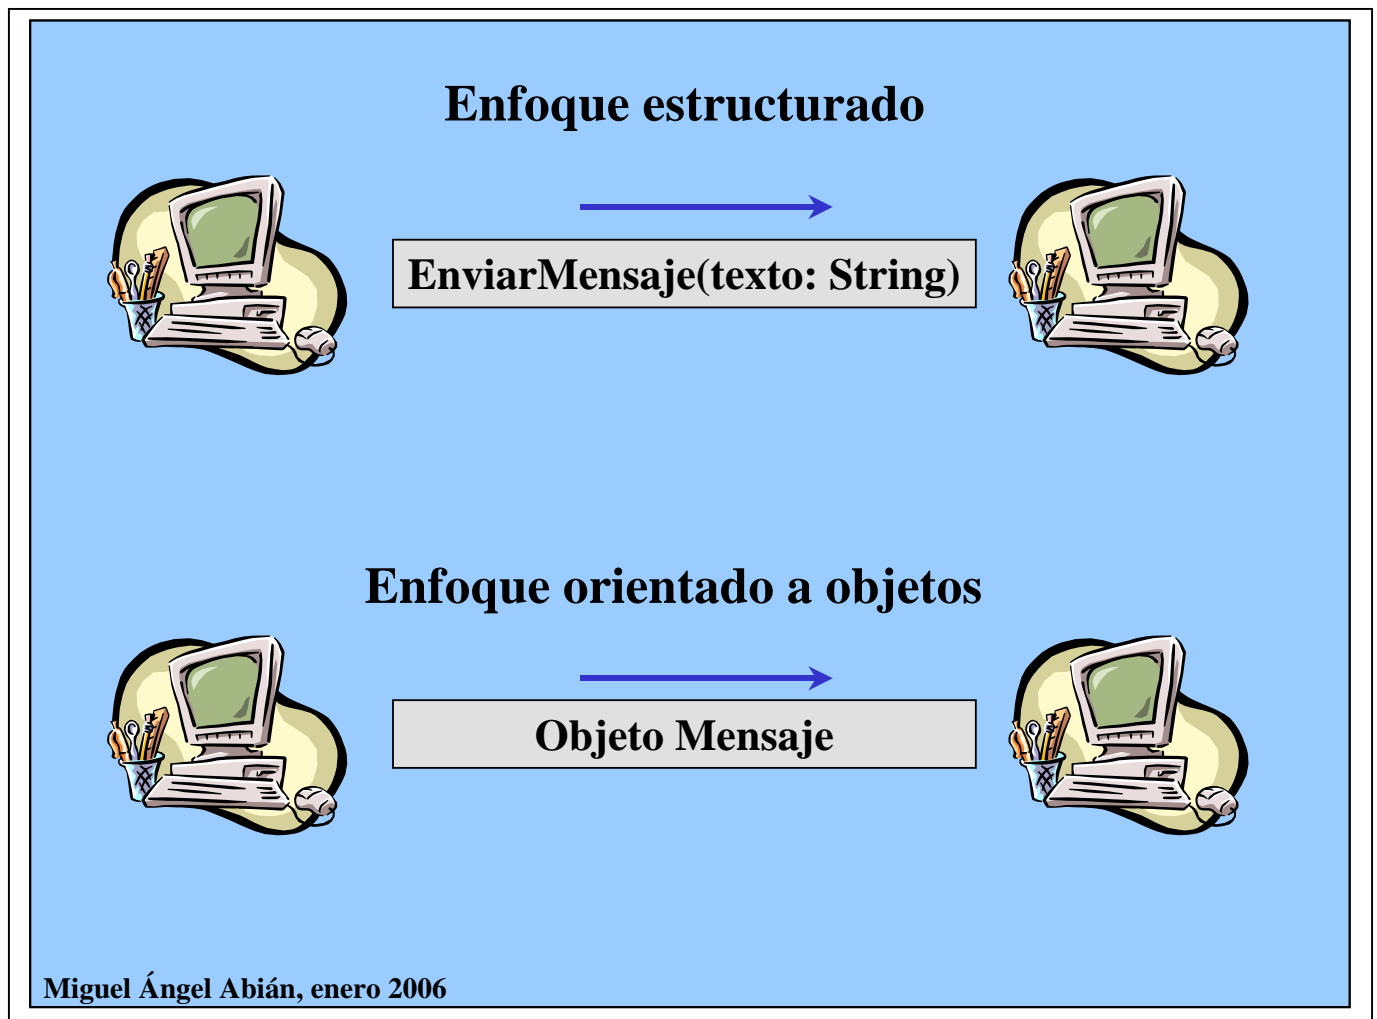 Enfoque estructurado
EnviarMensaje(texto: String)
Enfoque orientado a objetos
Objeto Mensaje
Miguel Ángel Abián, enero 2006